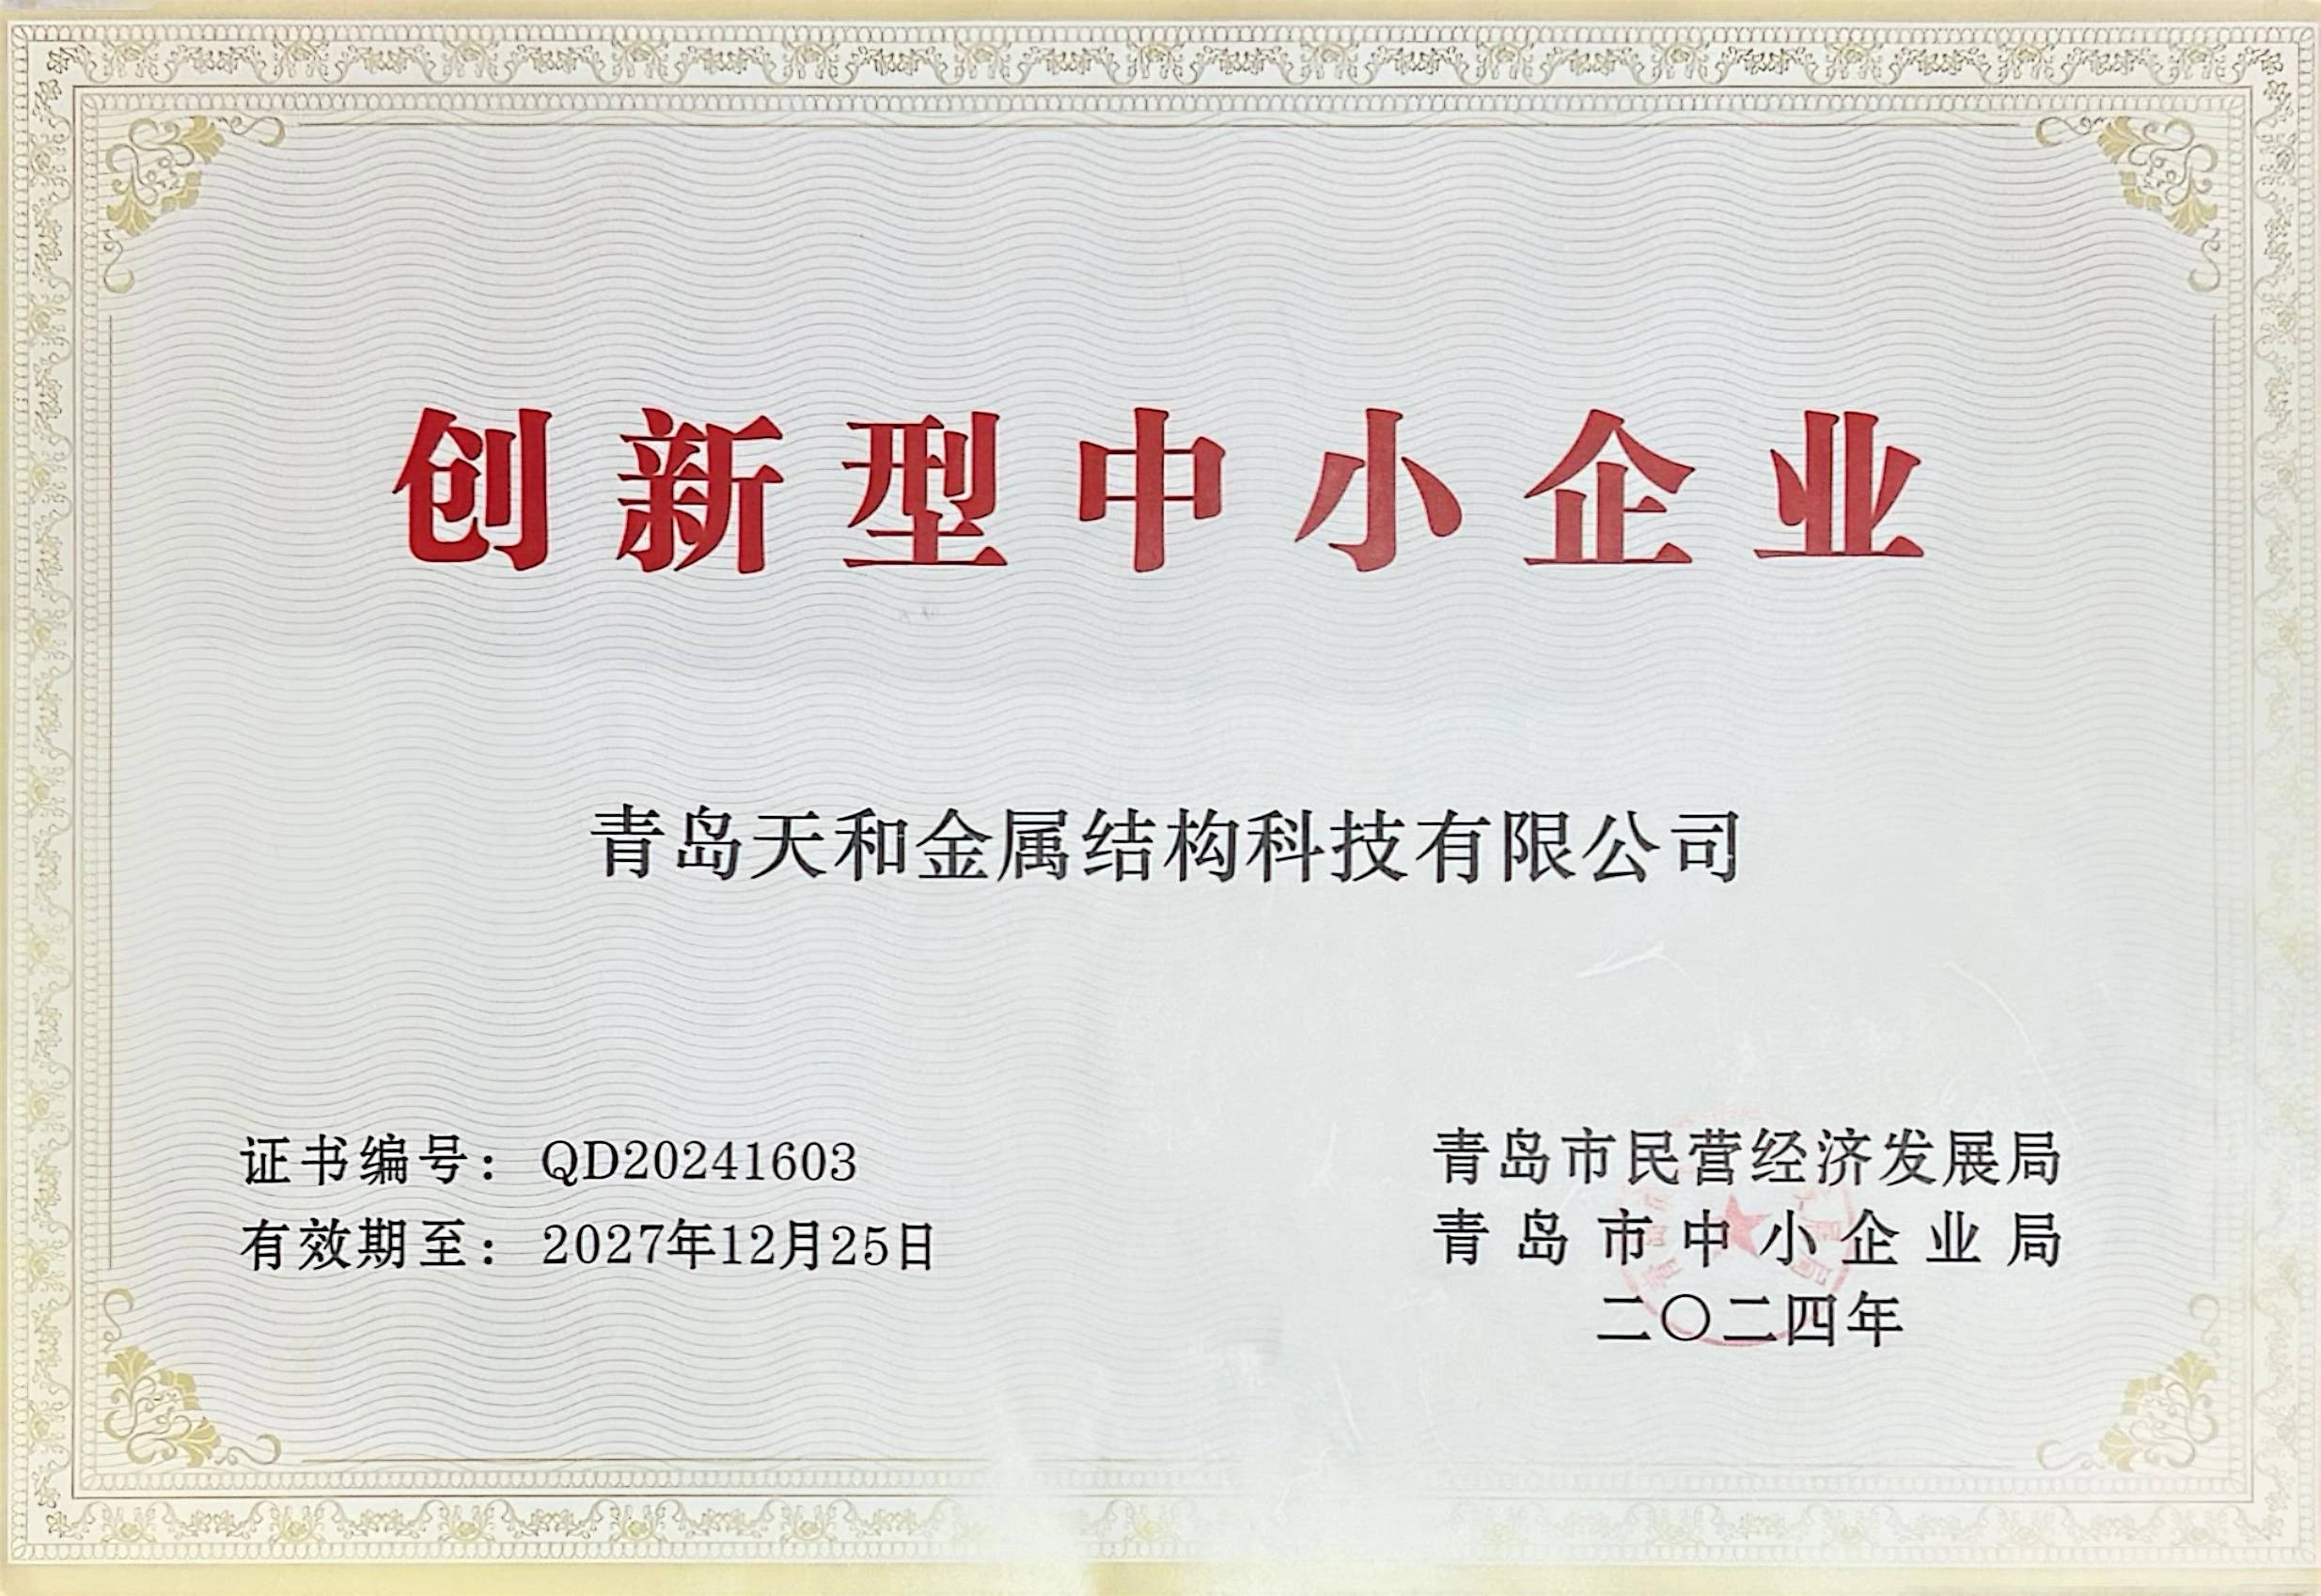 创新型中小企业
青岛天和金属结构科技有限公司
证书编号：QD20241603
有效期至：2027年12月25日
青岛市民营经济发展局
青岛市中小企业局
二〇二四年